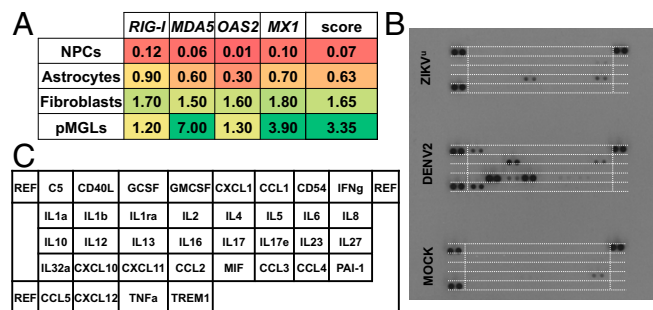 A
RIG-I MDA5 OAS2 MX1 score
NPCs 0.12 0.06 0.01 0.10 0.07
Astrocytes 0.90 0.60 0.30 0.70 0.63
Fibroblasts 1.70 1.50 1.60 1.80 1.65
pMGLs 1.20 7.00 1.30 3.90 3.35
C
REF C5 CD40L GCSF GMCSF CXCL1 CCL1 CD54 IFNg REF
IL1a IL1b IL1ra IL2 IL4 IL5 IL6 IL8
IL10 IL12 IL13 IL16 IL17 IL17e IL23 IL27
IL32a CXCL10 CXCL11 CCL2 MIF CCL3 CCL4 PAI-1
REF CCL5 CXCL12 TNFa TREM1
B
ZIKVᵘ
DENV2
MOCK